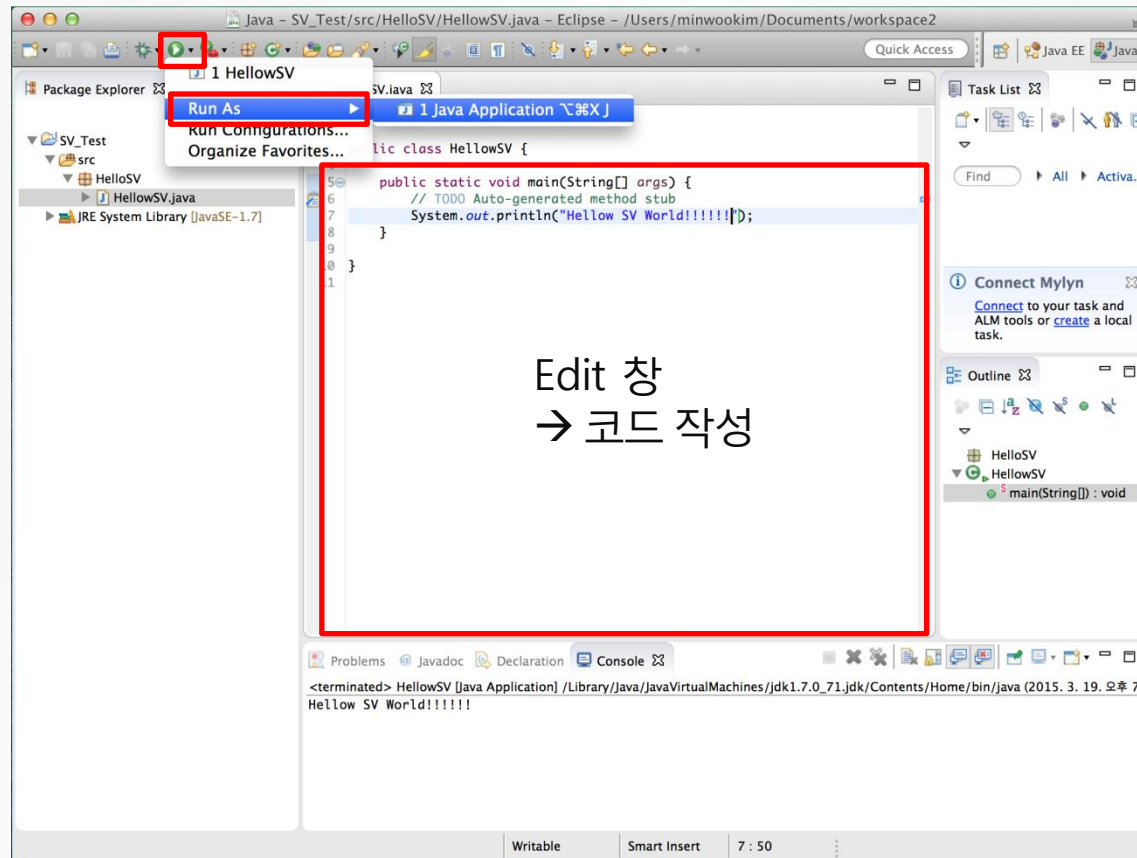 Java – SV_Test/src/HelloSV/HellowSV.java – Eclipse – /Users/minwookim/Documents/workspace2
Quick Access
Java EE
Java
1 HellowSV
Run As
1 Java Application ⌥⌘X J
Run Configurations...
Organize Favorites...
Package Explorer
SV.java
SV_Test
src
HelloSV
HellowSV.java
JRE System Library [JavaSE-1.7]
lic class HellowSV {
5 public static void main(String[] args) {
6 // TODO Auto-generated method stub
7 System.out.println("Hellow SV World!!!!!!");
8 }
9
10 }
11
Edit 창
→ 코드 작성
Task List
Find
All
Activa.
Connect Mylyn
Connect to your task and
ALM tools or create a local
task.
Outline
HelloSV
HellowSV
main(String[]) : void
Problems @ Javadoc Declaration Console
<terminated> HellowSV [Java Application] /Library/Java/JavaVirtualMachines/jdk1.7.0_71.jdk/Contents/Home/bin/java (2015. 3. 19. 오후 7
Hellow SV World!!!!!!
Writable
Smart Insert
7 : 50